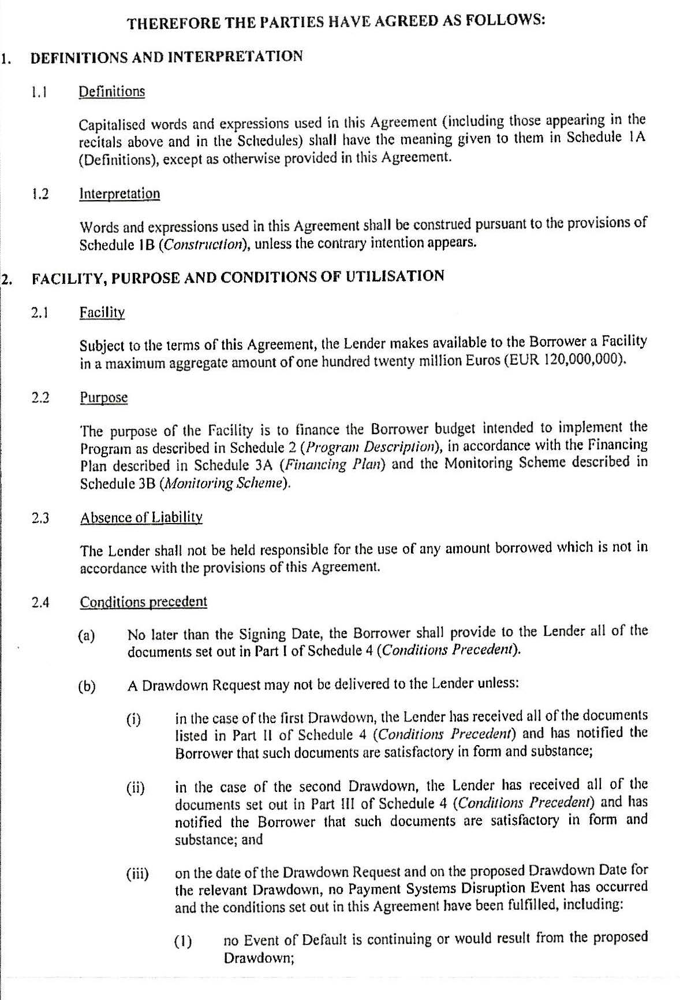 THEREFORE THE PARTIES HAVE AGREED AS FOLLOWS:
1. DEFINITIONS AND INTERPRETATION
1.1 Definitions
Capitalised words and expressions used in this Agreement (including those appearing in the
recitals above and in the Schedules) shall have the meaning given to them in Schedule 1A
(Definitions), except as otherwise provided in this Agreement.
1.2 Interpretation
Words and expressions used in this Agreement shall be construed pursuant to the provisions of
Schedule 1B (Construction), unless the contrary intention appears.
2. FACILITY, PURPOSE AND CONDITIONS OF UTILISATION
2.1 Facility
Subject to the terms of this Agreement, the Lender makes available to the Borrower a Facility
in a maximum aggregate amount of one hundred twenty million Euros (EUR 120,000,000).
2.2 Purpose
The purpose of the Facility is to finance the Borrower budget intended to implement the
Program as described in Schedule 2 (Program Description), in accordance with the Financing
Plan described in Schedule 3A (Financing Plan) and the Monitoring Scheme described in
Schedule 3B (Monitoring Scheme).
2.3 Absence of Liability
The Lender shall not be held responsible for the use of any amount borrowed which is not in
accordance with the provisions of this Agreement.
2.4 Conditions precedent
(a) No later than the Signing Date, the Borrower shall provide to the Lender all of the
documents set out in Part I of Schedule 4 (Conditions Precedent).
(b) A Drawdown Request may not be delivered to the Lender unless:
(i) in the case of the first Drawdown, the Lender has received all of the documents
listed in Part II of Schedule 4 (Conditions Precedent) and has notified the
Borrower that such documents are satisfactory in form and substance;
(ii) in the case of the second Drawdown, the Lender has received all of the
documents set out in Part III of Schedule 4 (Conditions Precedent) and has
notified the Borrower that such documents are satisfactory in form and
substance; and
(iii) on the date of the Drawdown Request and on the proposed Drawdown Date for
the relevant Drawdown, no Payment Systems Disruption Event has occurred
and the conditions set out in this Agreement have been fulfilled, including:
(1) no Event of Default is continuing or would result from the proposed
Drawdown;